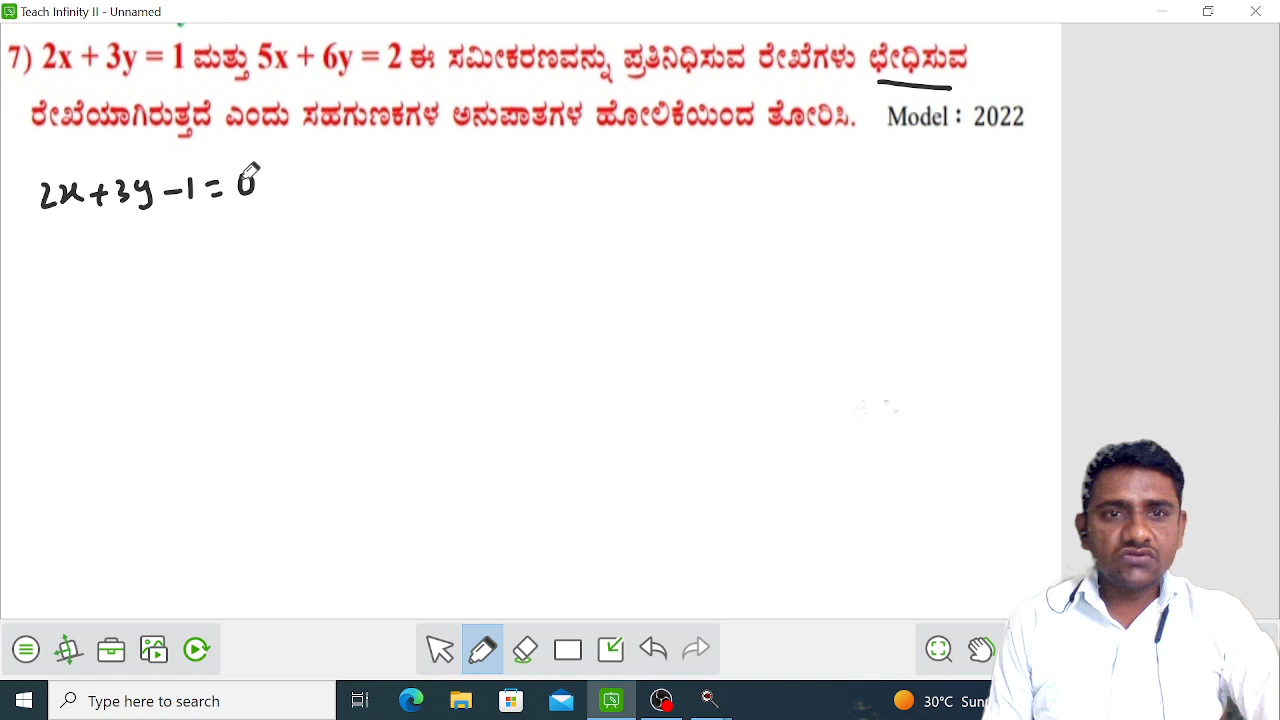 Teach Infinity II - Unnamed
7) 2x + 3y = 1 ಮತ್ತು 5x + 6y = 2 ಈ ಸಮೀಕರಣವನ್ನು ಪ್ರತಿನಿಧಿಸುವ ರೇಖೆಗಳು ಛೇಧಿಸುವ
ರೇಖೆಯಾಗಿರುತ್ತದೆ ಎಂದು ಸಹಗುಣಕಗಳ ಅನುಪಾತಗಳ ಹೋಲಿಕೆಯಿಂದ ತೋರಿಸಿ. Model : 2022
2x + 3y - 1 = 0
Type here to search
30°C